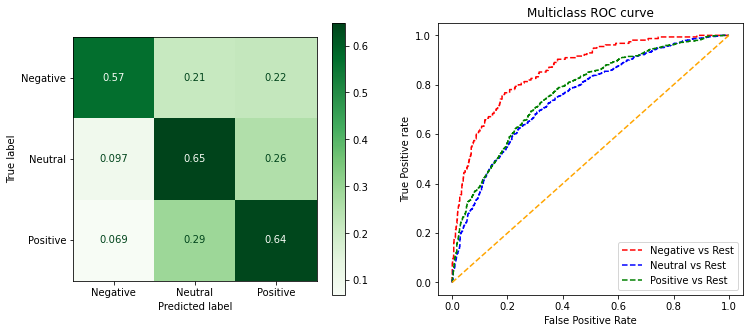 Multiclass ROC curve
True label
Negative
Neutral
Positive
0.57 0.21 0.22
0.097 0.65 0.26
0.069 0.29 0.64
Negative Neutral Positive
Predicted label
0.6
0.5
0.4
0.3
0.2
0.1
True Positive rate
1.0
0.8
0.6
0.4
0.2
0.0
Negative vs Rest
Neutral vs Rest
Positive vs Rest
0.0 0.2 0.4 0.6 0.8 1.0
False Positive Rate